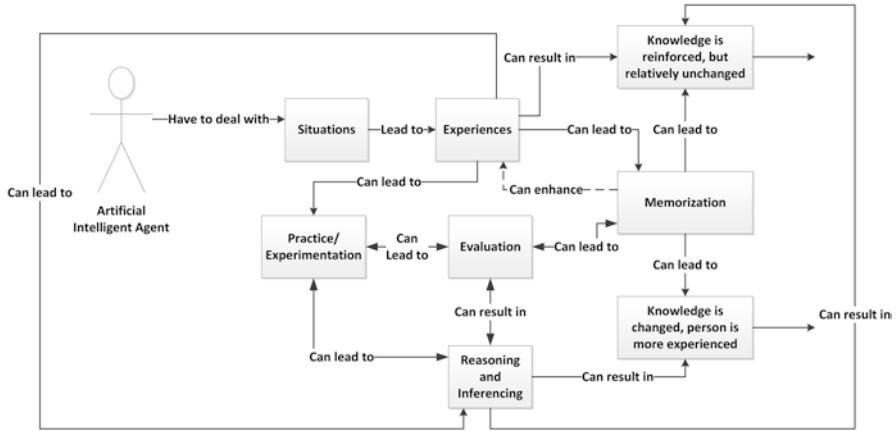 Knowledge is
reinforced, but
relatively unchanged
Can result in
Have to deal with
Situations
Lead to
Experiences
Can lead to
Can lead to
Can lead to
Can enhance
Can lead to
Artificial
Intelligent Agent
Memorization
Practice/
Experimentation
Can
Lead to
Evaluation
Can lead to
Can lead to
Can result in
Knowledge is
changed, person is
more experienced
Can result in
Can lead to
Reasoning
and
Inferencing
Can result in